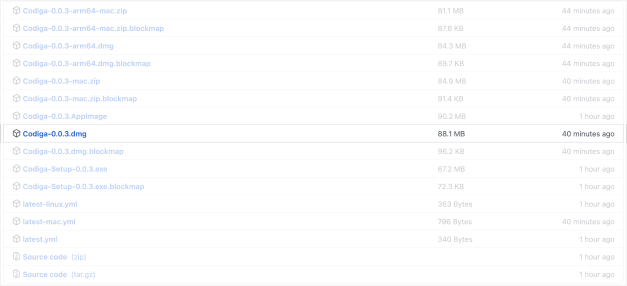 Codiga-0.0.3-arm64-mac.zip 81.1 MB 44 minutes ago
Codiga-0.0.3-arm64-mac.zip.blockmap 87.6 KB 44 minutes ago
Codiga-0.0.3-arm64.dmg 84.3 MB 44 minutes ago
Codiga-0.0.3-arm64.dmg.blockmap 89.7 KB 44 minutes ago
Codiga-0.0.3-mac.zip 84.9 MB 40 minutes ago
Codiga-0.0.3-mac.zip.blockmap 91.4 KB 40 minutes ago
Codiga-0.0.3.AppImage 90.2 MB 1 hour ago
Codiga-0.0.3.dmg 88.1 MB 40 minutes ago
Codiga-0.0.3.dmg.blockmap 96.2 KB 40 minutes ago
Codiga-Setup-0.0.3.exe 67.2 MB 1 hour ago
Codiga-Setup-0.0.3.exe.blockmap 72.3 KB 1 hour ago
latest-linux.yml 383 Bytes 1 hour ago
latest-mac.yml 796 Bytes 40 minutes ago
latest.yml 340 Bytes 1 hour ago
Source code (zip) 1 hour ago
Source code (tar.gz) 1 hour ago